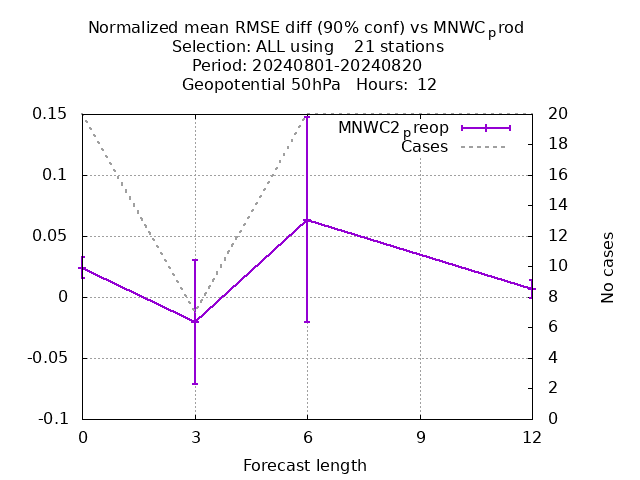 Normalized mean RMSE diff (90% conf) vs MNWCprod
Selection: ALL using    21 stations
Period: 20240801-20240820
Geopotential 50hPa   Hours:  12
0.15
0.1
0.05
0
-0.05
-0.1
20
18
16
14
12
10
8
6
4
2
0
MNWC2preop
Cases
No cases
0
3
6
9
12
Forecast length